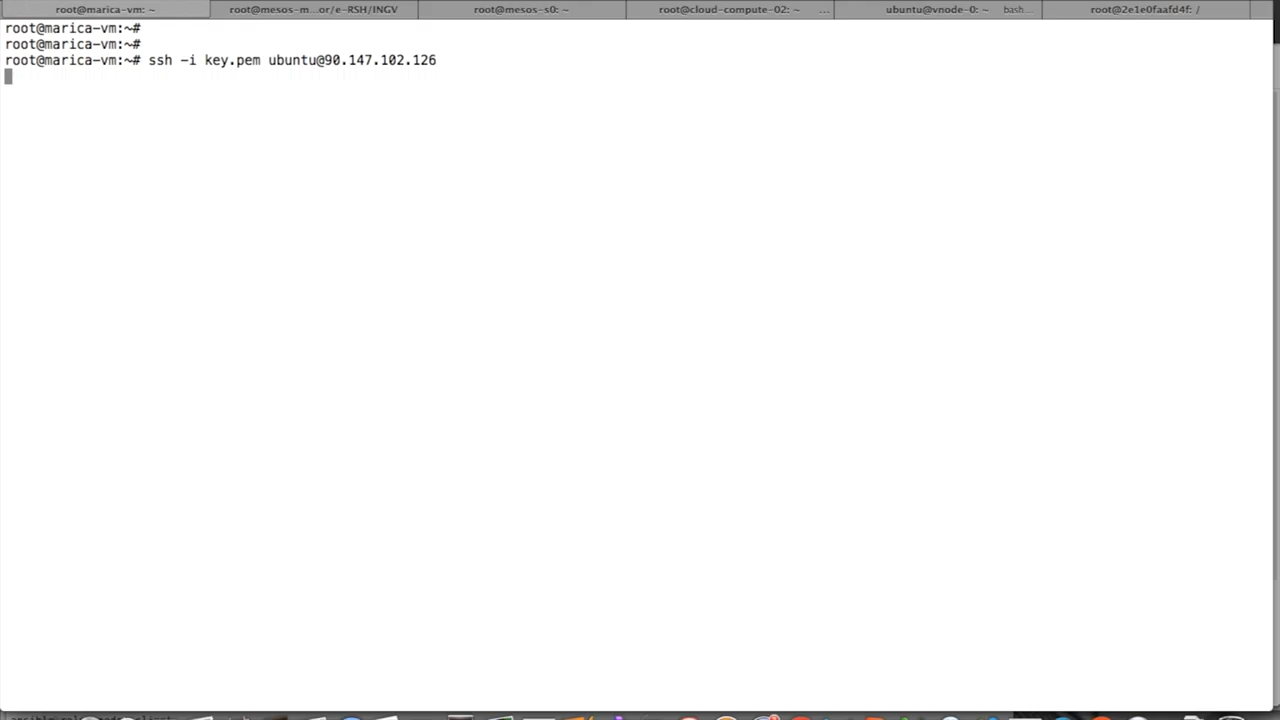 root@marica-vm: ~ root@mesos-m...or/e-RSH/INGV root@mesos-s0: ~ root@cloud-compute-02: ~ ... ubuntu@vnode-0: ~ bash... root@2e1e0faafd4f: /
root@marica-vm:~#
root@marica-vm:~#
root@marica-vm:~# ssh -i key.pem ubuntu@90.147.102.126